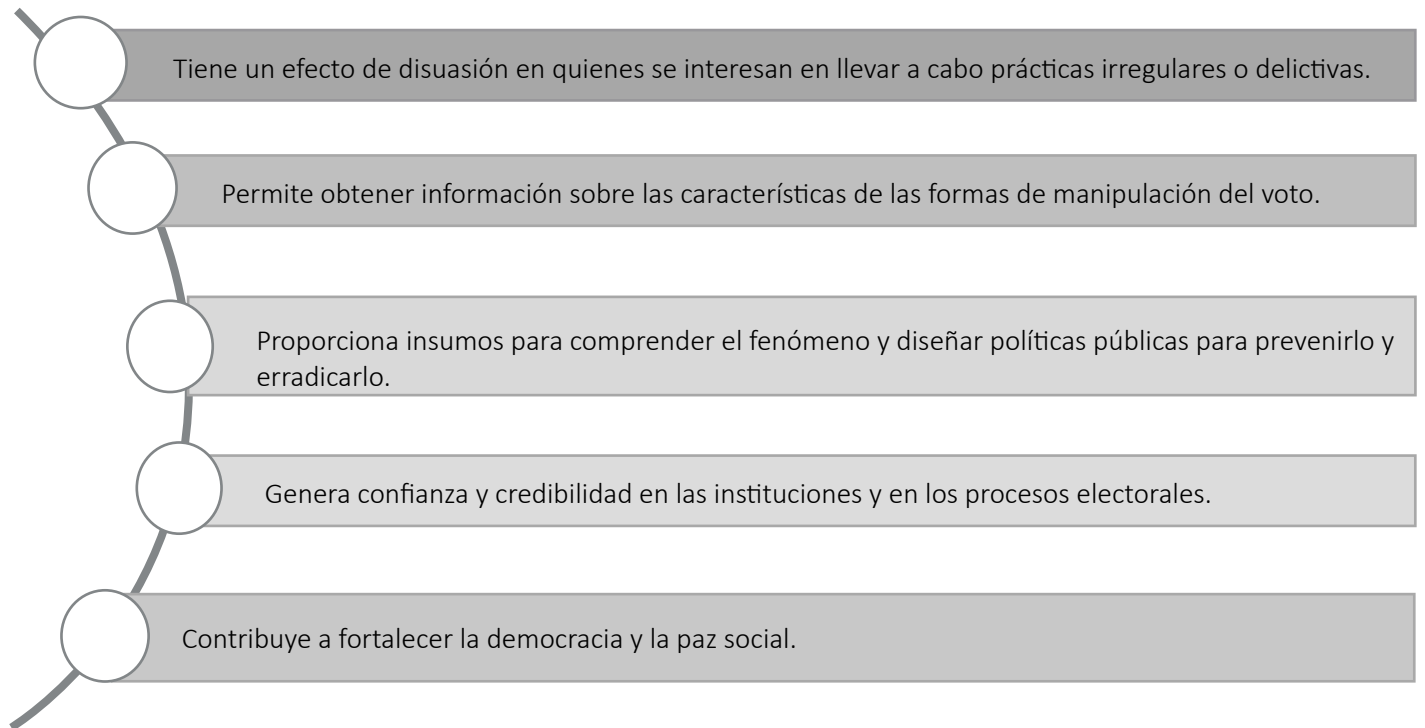 Tiene un efecto de disuasión en quienes se interesan en llevar a cabo prácticas irregulares o delictivas.
Permite obtener información sobre las características de las formas de manipulación del voto.
Proporciona insumos para comprender el fenómeno y diseñar políticas públicas para prevenirlo y
erradicarlo.
Genera confianza y credibilidad en las instituciones y en los procesos electorales.
Contribuye a fortalecer la democracia y la paz social.